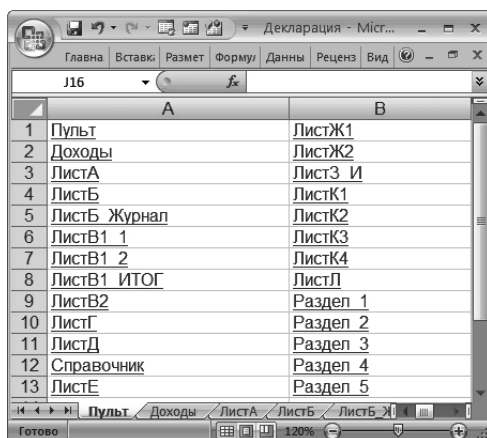 Декларация - Micr...
Главна Вставка Размет Формул Данны Реценз Вид
J16 fx
A B
1 Пульт ЛистЖ1
2 Доходы ЛистЖ2
3 ЛистА ЛистЗ_И
4 ЛистБ ЛистК1
5 ЛистБ_Журнал ЛистК2
6 ЛистВ1_1 ЛистК3
7 ЛистВ1_2 ЛистК4
8 ЛистВ1_ИТОГ ЛистЛ
9 ЛистВ2 Раздел_1
10 ЛистГ Раздел_2
11 ЛистД Раздел_3
12 Справочник Раздел_4
13 ЛистЕ Раздел_5
Пульт Доходы ЛистА ЛистБ ЛистБ_Ж
Готово 120%